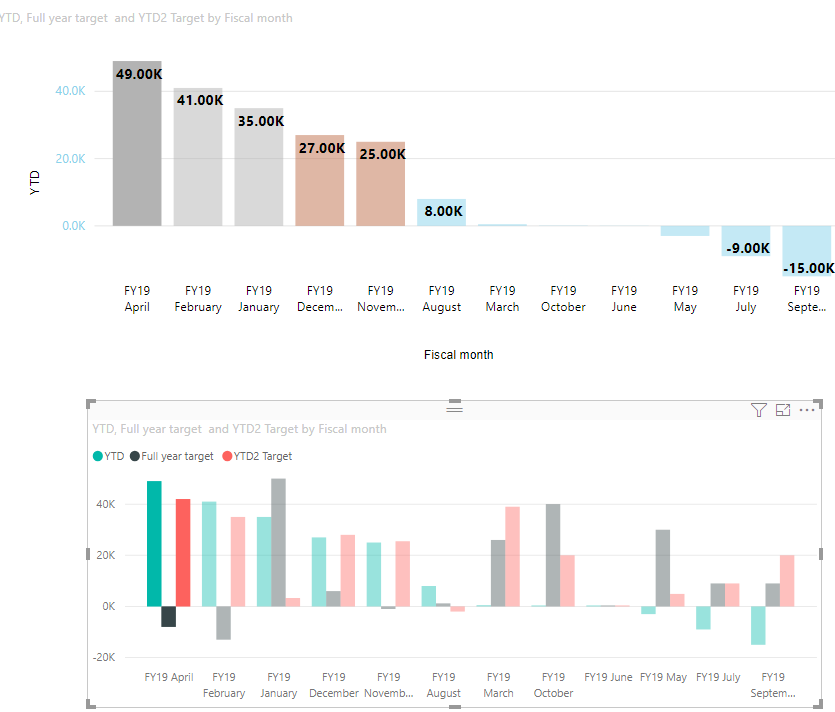 YTD, Full year target  and YTD2 Target by Fiscal month
49.00K
41.00K
35.00K
27.00K
25.00K
8.00K
-9.00K
-15.00K
40.0K
20.0K
0.0K
YTD
FY19 April
FY19 February
FY19 January
FY19 Decem...
FY19 Novem...
FY19 August
FY19 March
FY19 October
FY19 June
FY19 May
FY19 July
FY19 Septe...
Fiscal month
YTD, Full year target  and YTD2 Target by Fiscal month
YTD Full year target YTD2 Target
40K
20K
0K
-20K
FY19 April
FY19 February
FY19 January
FY19 December
FY19 Novemb...
FY19 August
FY19 March
FY19 October
FY19 June
FY19 May
FY19 July
FY19 Septem...